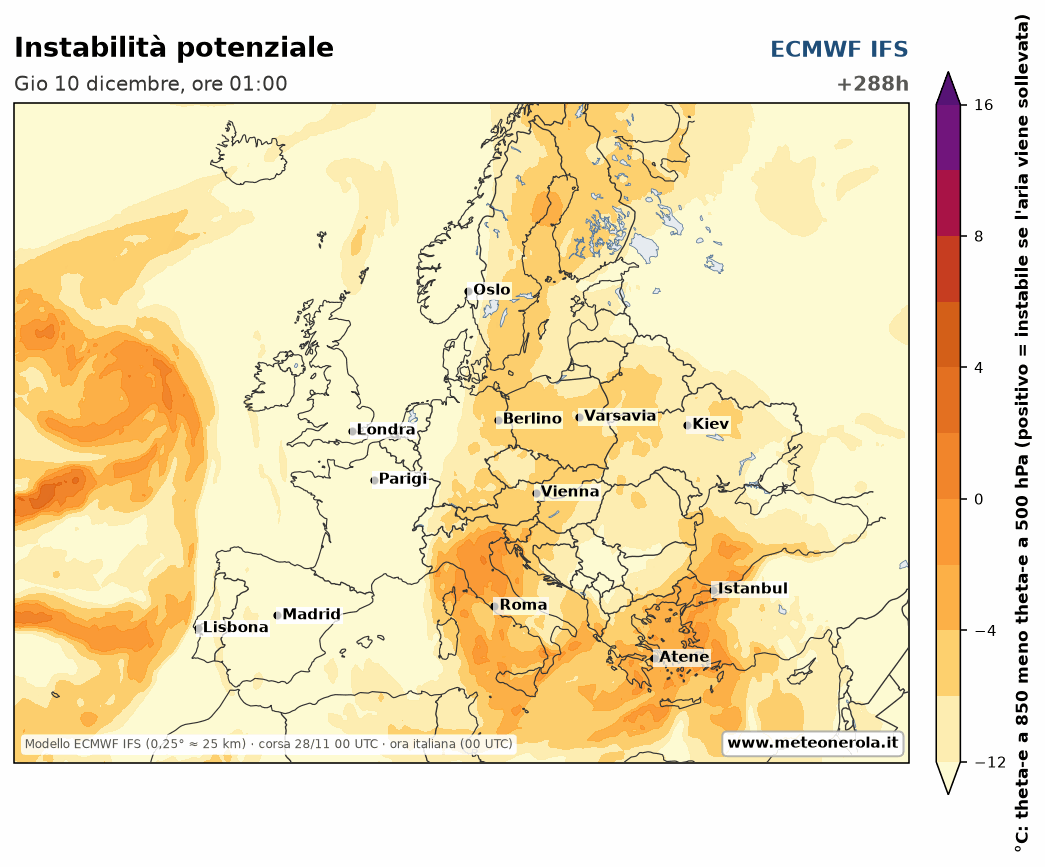 Instabilità potenziale
ECMWF IFS
Gio 10 dicembre, ore 01:00
+288h
Oslo
Berlino
Varsavia
Kiev
Londra
Parigi
Vienna
Istanbul
Roma
Madrid
Lisbona
Atene
Modello ECMWF IFS (0,25° ≈ 25 km) · corsa 28/11 00 UTC · ora italiana (00 UTC)
www.meteonerola.it
16
8
4
0
−4
−12
°C: theta-e a 850 meno theta-e a 500 hPa (positivo = instabile se l'aria viene sollevata)